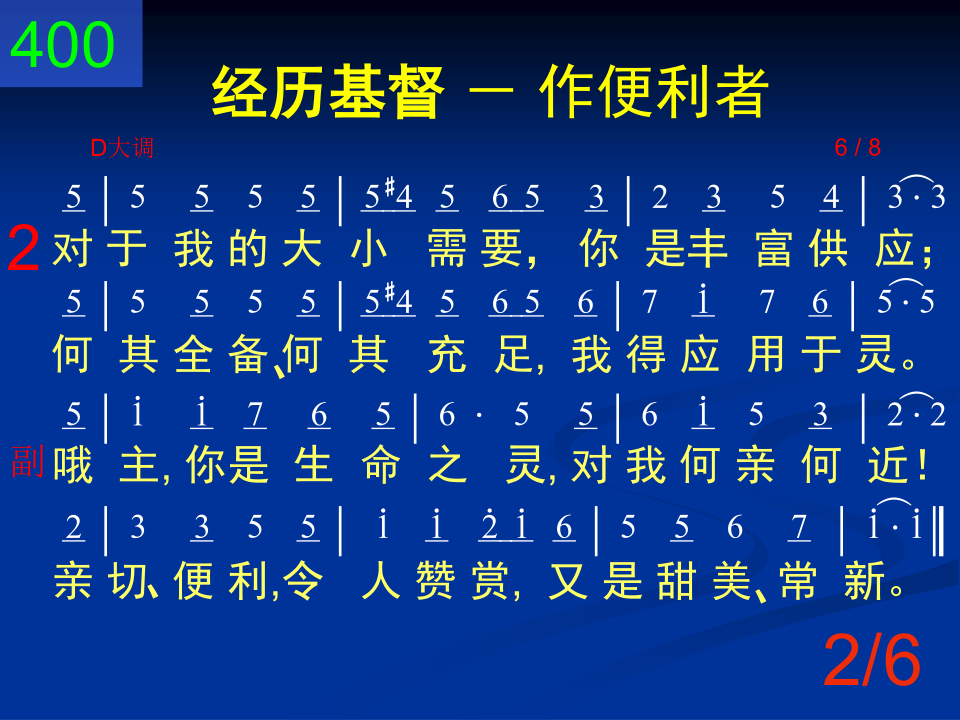 400
经历基督 － 作便利者
D大调 6 / 8
5 | 5 5 5 5 | 5 ♯4 5 6 5 3 | 2 3 5 4 | 3 · 3
2 对 于 我 的 大 小 需 要， 你 是 丰 富 供 应；
5 | 5 5 5 5 | 5 ♯4 5 6 5 6 | 7 i 7 6 | 5 · 5
何 其 全 备、何 其 充 足, 我 得 应 用 于 灵。
5 | i i 7 6 5 | 6 · 5 5 | 6 i 5 3 | 2 · 2
副 哦 主, 你 是 生 命 之 灵, 对 我 何 亲 何 近！
2 | 3 3 5 5 | i i 2̇ i 6 | 5 5 6 7 | i · i ‖
亲 切、便 利,令 人 赞 赏, 又 是 甜 美、常 新。
2/6